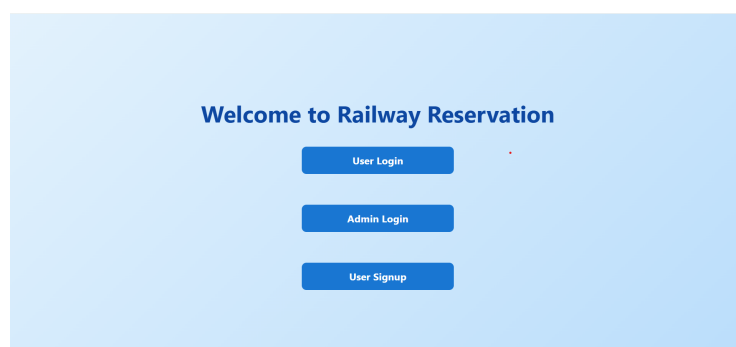 Welcome to Railway Reservation
User Login
Admin Login
User Signup